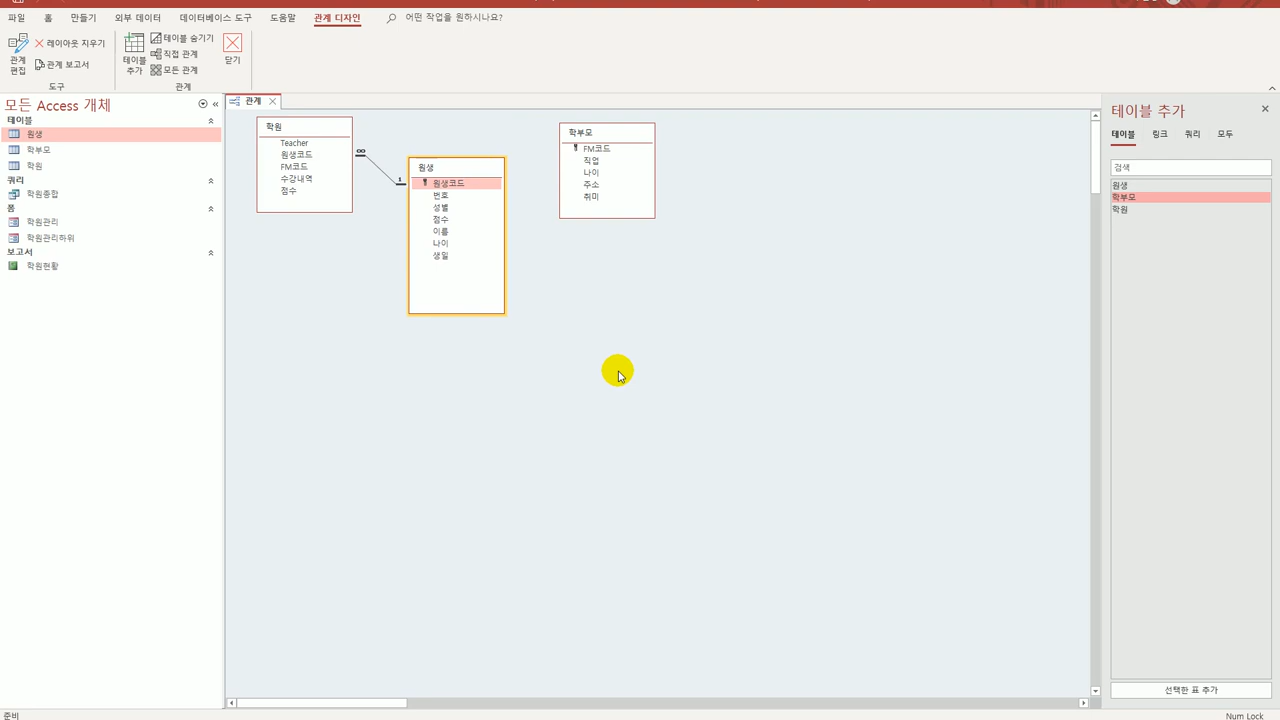 파일 홈 만들기 외부 데이터 데이터베이스 도구 도움말 관계 디자인 어떤 작업을 원하시나요?
관계
편집
레이아웃 지우기
관계 보고서
도구
테이블
추가
테이블 숨기기
직접 관계
모든 관계
관계
닫기
모든 Access 개체
테이블
원생
학부모
학원
쿼리
학원종합
폼
학원관리
학원관리하위
보고서
학원현황
관계
학원
Teacher
원생코드
FM코드
수강내역
점수
∞
1
원생
원생코드
번호
성별
점수
이름
나이
생일
학부모
FM코드
직업
나이
주소
취미
테이블 추가
테이블 링크 쿼리 모두
검색
원생
학부모
학원
선택한 표 추가
준비
Num Lock